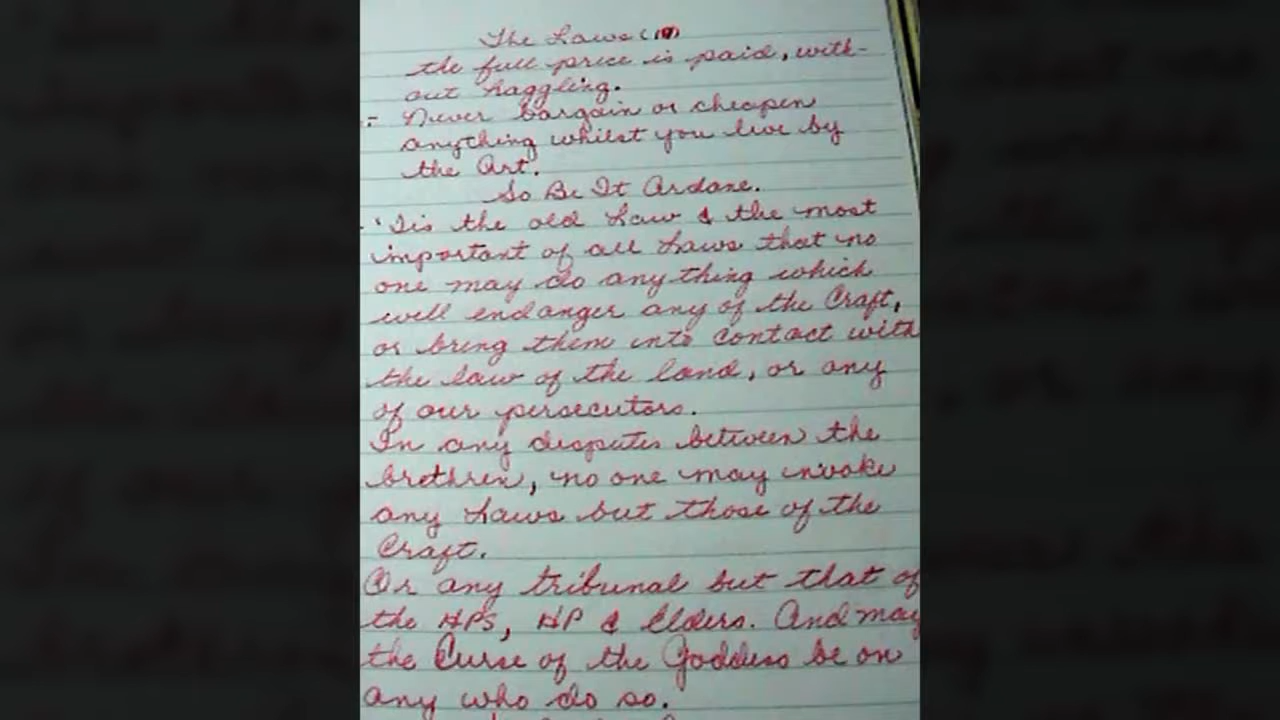 The Laws (10)
the full price is paid, with-
out haggling.
:- Never bargain or cheapen
anything whilst you live by
the Art.
So Be It Ardane.
'Tis the old Law & the most
important of all Laws that no
one may do anything which
will endanger any of the Craft,
or bring them into contact with
the law of the land, or any
of our persecutors.
In any disputes between the
brethren, no one may invoke
any Laws but those of the
Craft.
Or any tribunal but that of
the HPS, HP & Elders. And may
the Curse of the Goddess be on
any who do so.